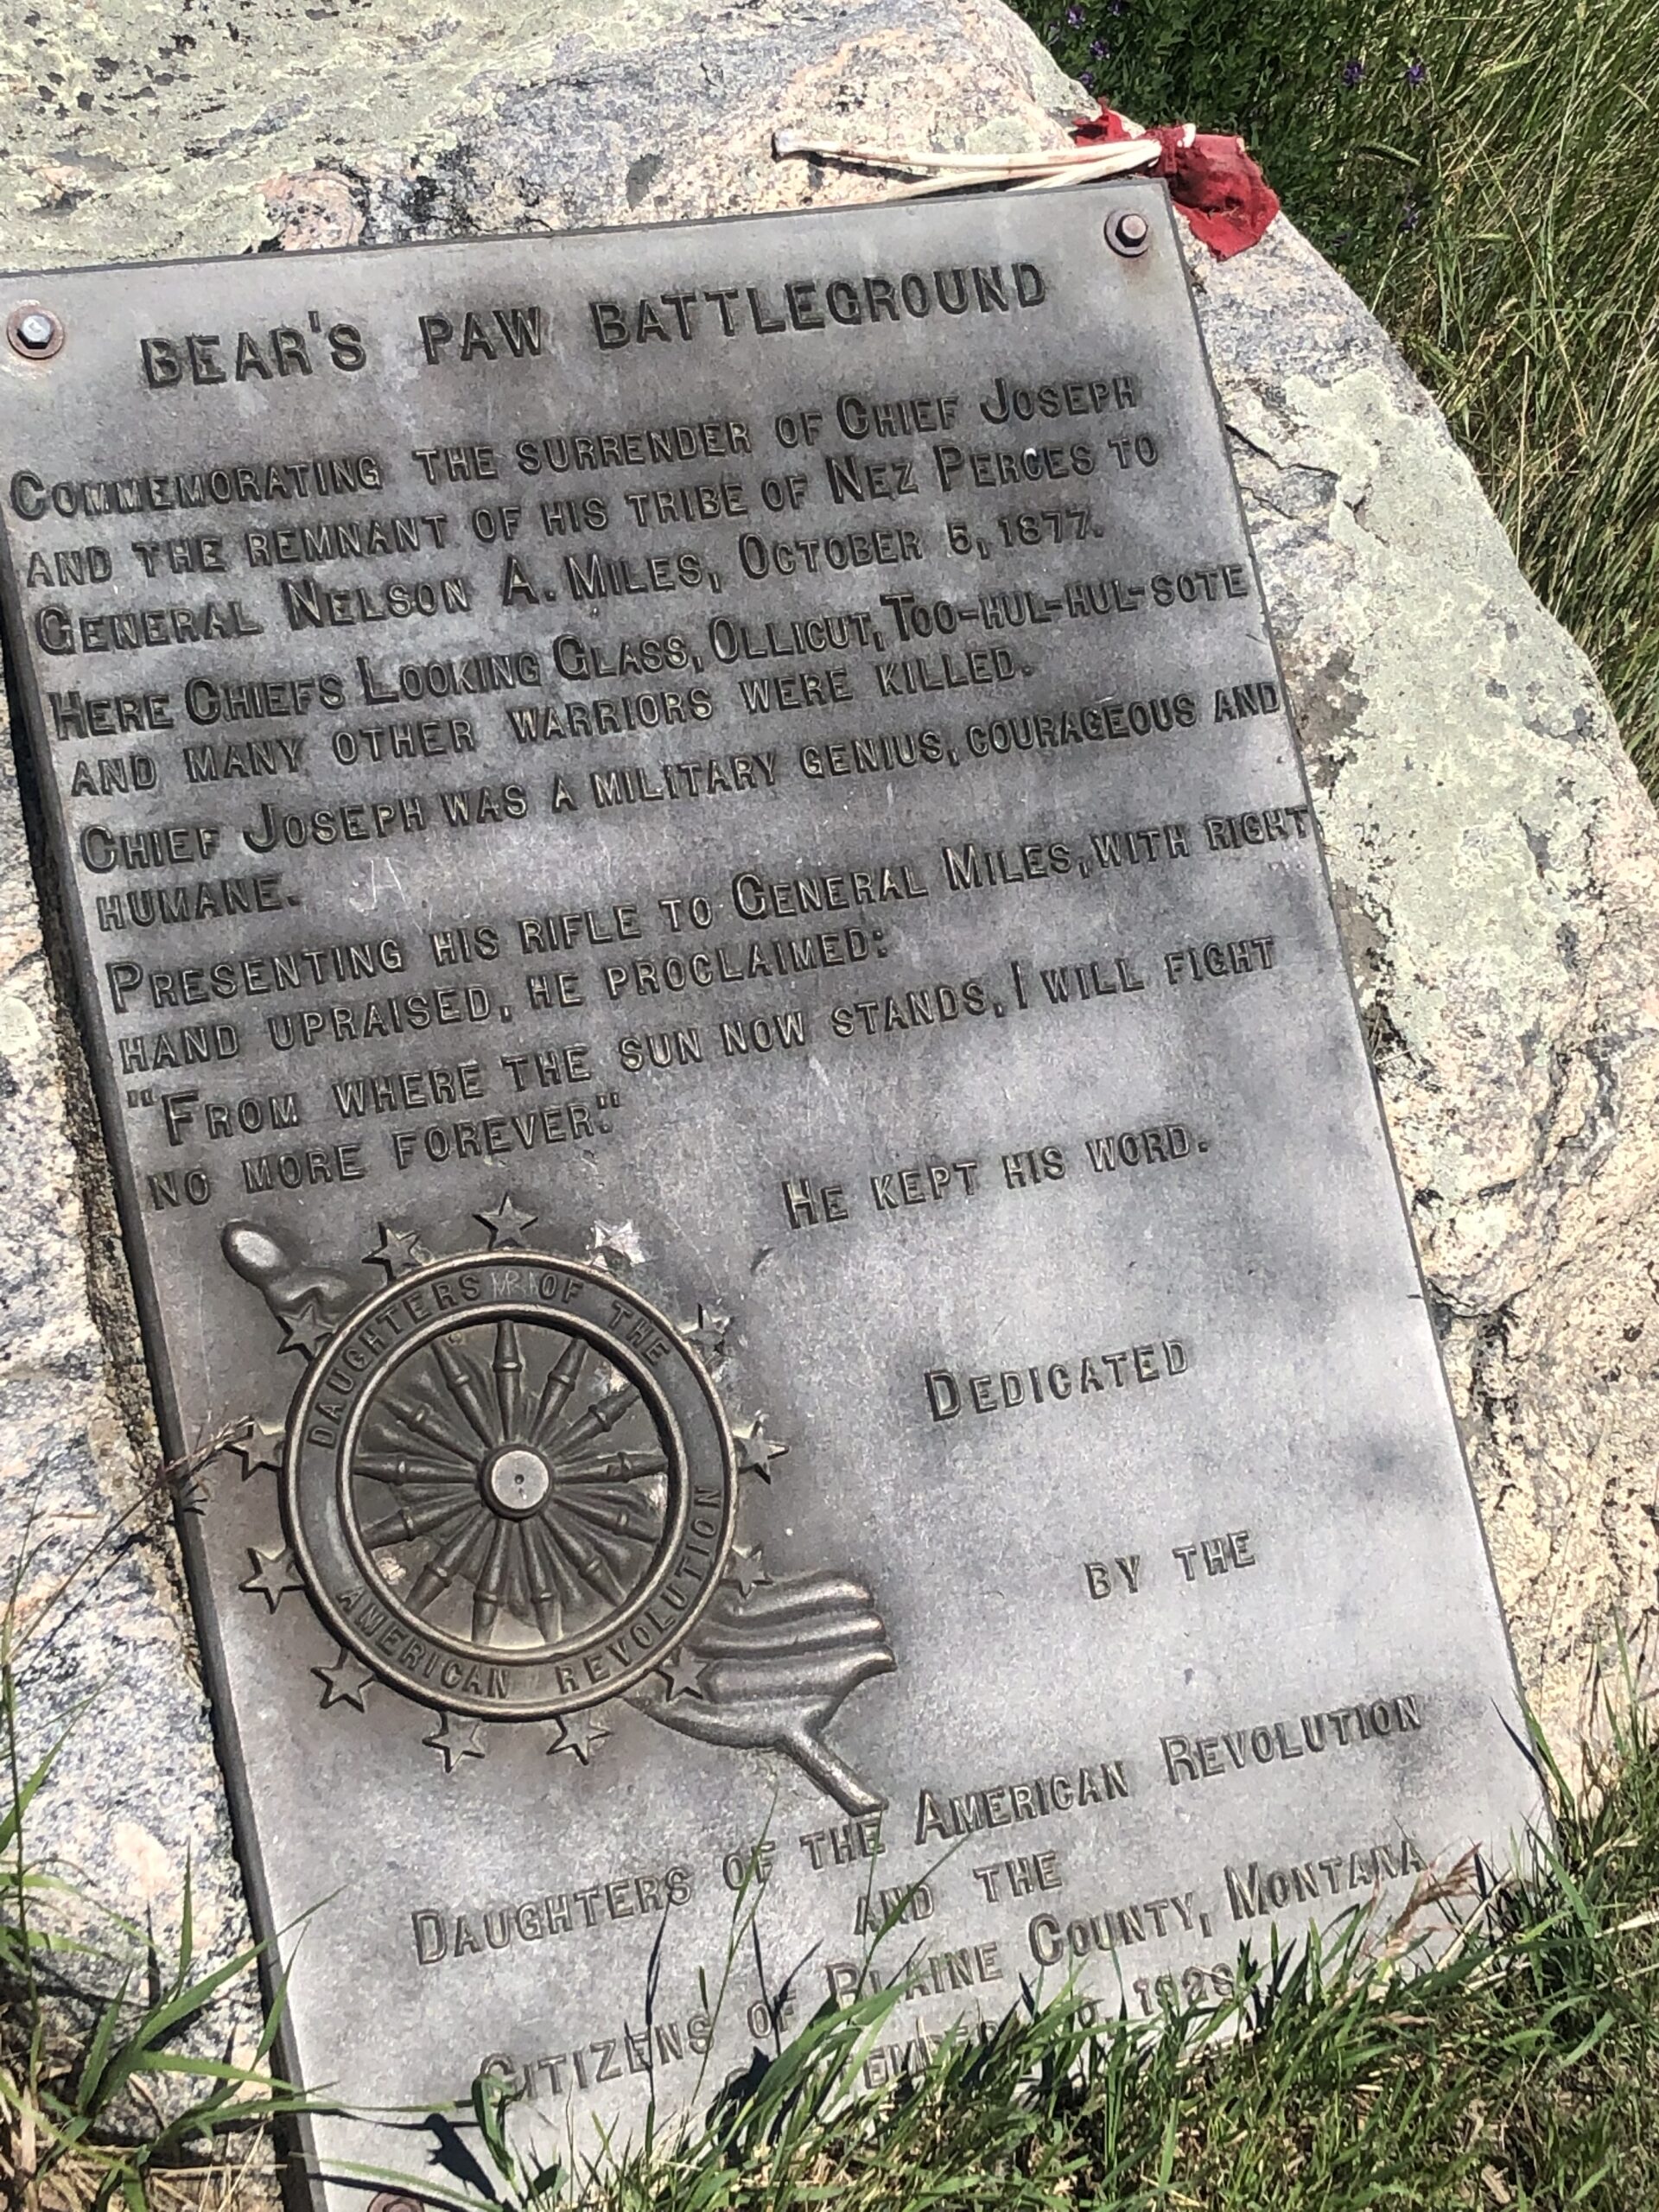 BEAR'S PAW BATTLEGROUND
COMMEMORATING THE SURRENDER OF CHIEF JOSEPH
AND THE REMNANT OF HIS TRIBE OF NEZ PERCES TO
GENERAL NELSON A. MILES, OCTOBER 5, 1877.
HERE CHIEFS LOOKING GLASS, OLLICUT, TOO-HUL-HUL-SOTE
AND MANY OTHER WARRIORS WERE KILLED.
CHIEF JOSEPH WAS A MILITARY GENIUS, COURAGEOUS AND
HUMANE.
PRESENTING HIS RIFLE TO GENERAL MILES, WITH RIGHT
HAND UPRAISED, HE PROCLAIMED:
"FROM WHERE THE SUN NOW STANDS, I WILL FIGHT
NO MORE FOREVER."
HE KEPT HIS WORD.
DAUGHTERS OF THE
AMERICAN REVOLUTION
DEDICATED
BY THE
DAUGHTERS OF THE AMERICAN REVOLUTION
AND THE
CITIZENS OF BLAINE COUNTY, MONTANA